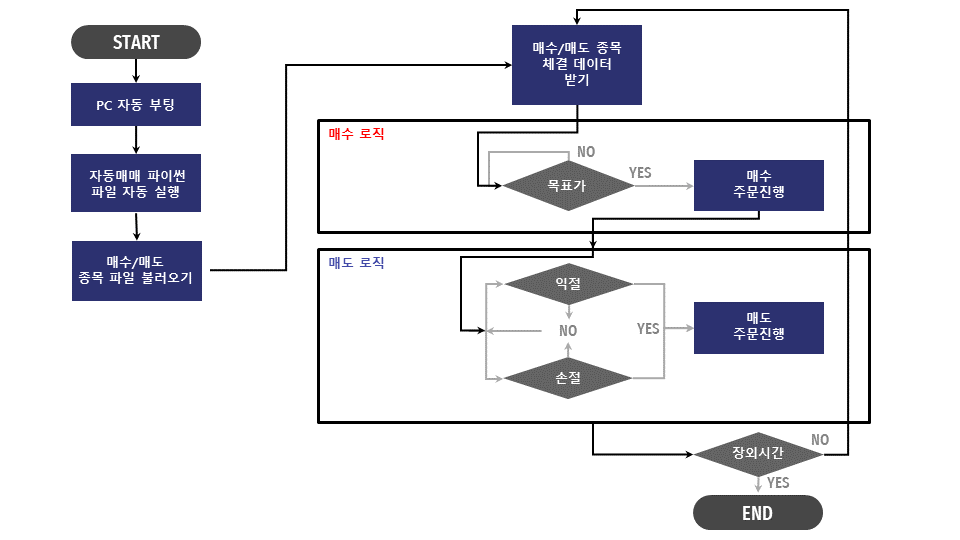 START
PC 자동 부팅
자동매매 파이썬
파일 자동 실행
매수/매도
종목 파일 불러오기
매수/매도 종목
체결 데이터
받기
매수 로직
NO
목표가
YES
매수
주문진행
매도 로직
익절
NO
YES
매도
주문진행
손절
장외시간
NO
YES
END